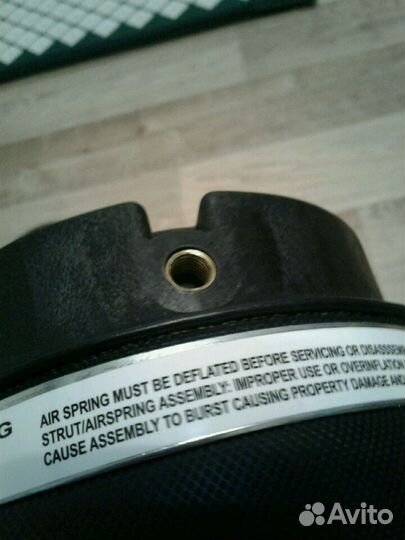 G
AIR SPRING MUST BE DEFLATED BEFORE SERVICING OR
STRUT/AIRSPRING ASSEMBLY: IMPROPER USE OR OVERINFLATION
CAUSE ASSEMBLY TO BURST CAUSING PROPERTY DAMAGE
Avito